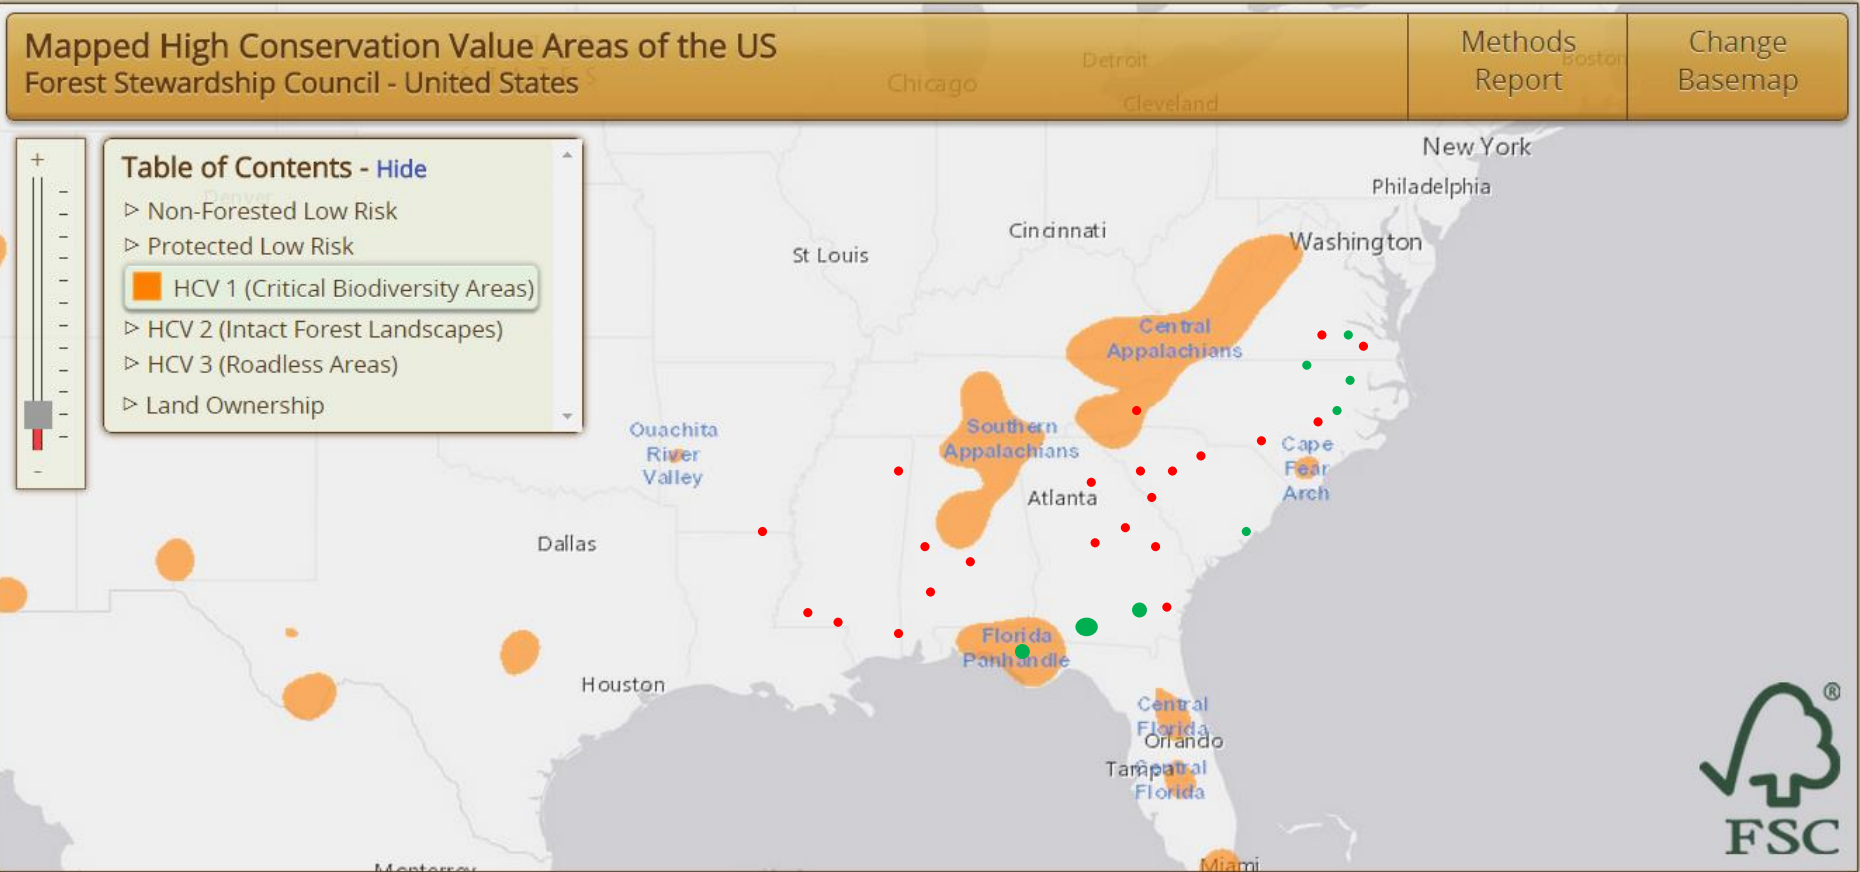 Mapped High Conservation Value Areas of the US
Forest Stewardship Council - United States
Methods
Report
Change
Basemap
Detroit
Chicago
Cleveland
Boston
+
-
Table of Contents - Hide
Denver
▷ Non-Forested Low Risk
▷ Protected Low Risk
HCV 1 (Critical Biodiversity Areas)
▷ HCV 2 (Intact Forest Landscapes)
▷ HCV 3 (Roadless Areas)
▷ Land Ownership
New York
Philadelphia
Washington
Cincinnati
St Louis
Central
Appalachians
Southern
Appalachians
Ouachita
River
Valley
Cape
Fear
Arch
Atlanta
Dallas
Houston
Florida
Panhandle
Central
Florida
Orlando
Tampa
Central
Florida
Miami
Monterrey
®
FSC